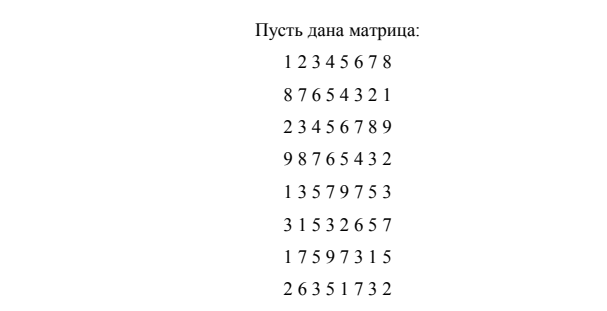 Пусть дана матрица:
1 2 3 4 5 6 7 8
8 7 6 5 4 3 2 1
2 3 4 5 6 7 8 9
9 8 7 6 5 4 3 2
1 3 5 7 9 7 5 3
3 1 5 3 2 6 5 7
1 7 5 9 7 3 1 5
2 6 3 5 1 7 3 2